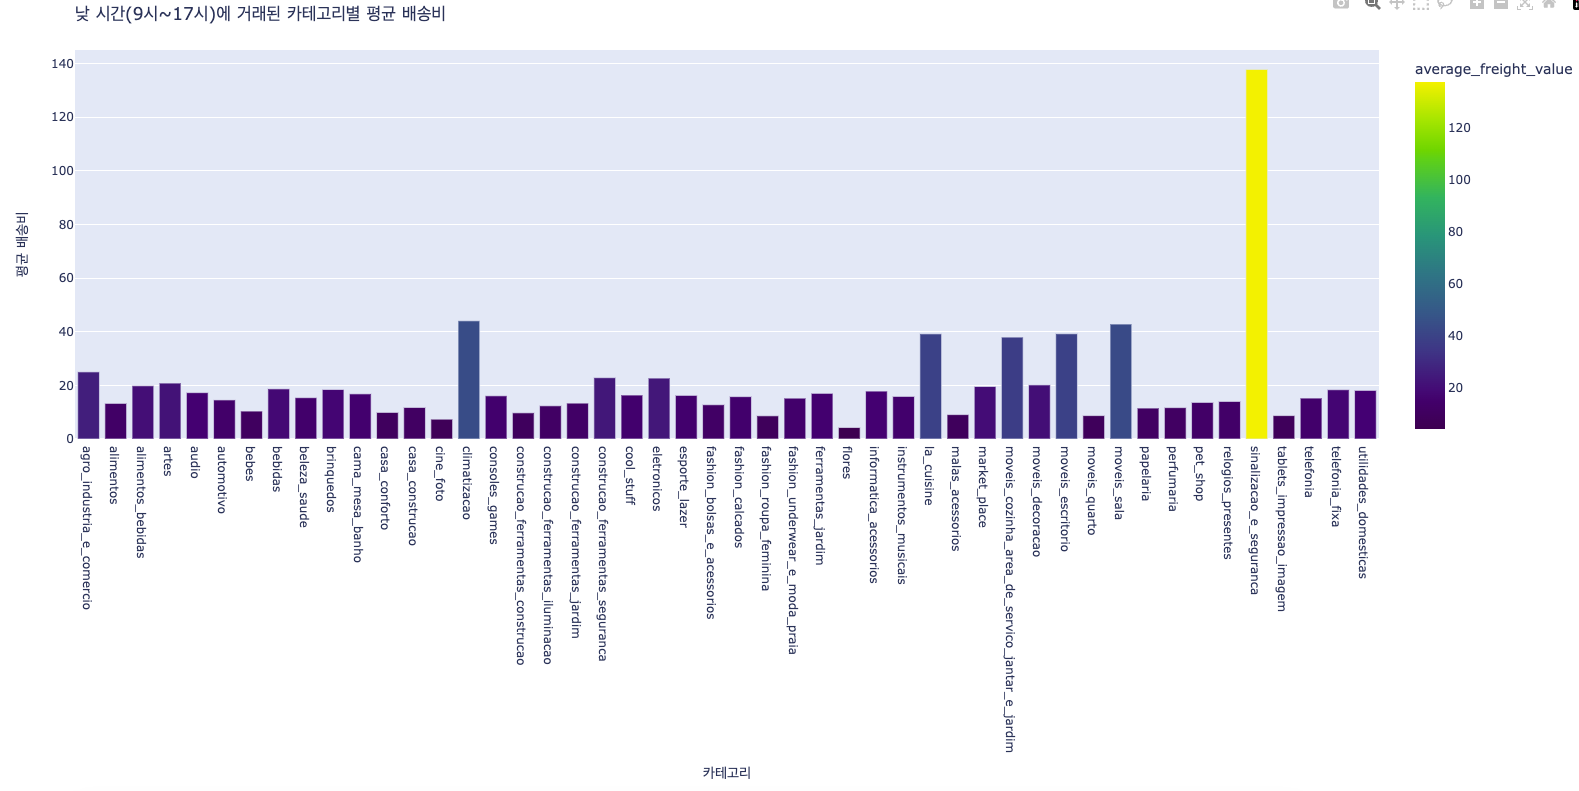 낮 시간(9시~17시)에 거래된 카테고리별 평균 배송비
140
120
100
80
60
40
20
0
평균 배송비
agro_industria_e_comercio
alimentos
alimentos_bebidas
artes
audio
automotivo
bebes
bebidas
beleza_saude
brinquedos
cama_mesa_banho
casa_conforto
casa_construcao
cine_foto
climatizacao
consoles_games
construcao_ferramentas_construcao
construcao_ferramentas_iluminacao
construcao_ferramentas_jardim
construcao_ferramentas_seguranca
cool_stuff
eletronicos
esporte_lazer
fashion_bolsas_e_acessorios
fashion_calcados
fashion_roupa_feminina
fashion_underwear_e_moda_praia
ferramentas_jardim
flores
informatica_acessorios
instrumentos_musicais
la_cuisine
malas_acessorios
market_place
moveis_cozinha_area_de_servico_jantar_e_jardim
moveis_decoracao
moveis_escritorio
moveis_quarto
moveis_sala
papelaria
perfumaria
pet_shop
relogios_presentes
sinalizacao_e_seguranca
tablets_impressao_imagem
telefonia
telefonia_fixa
utilidades_domesticas
카테고리
average_freight_value
120
100
80
60
40
20